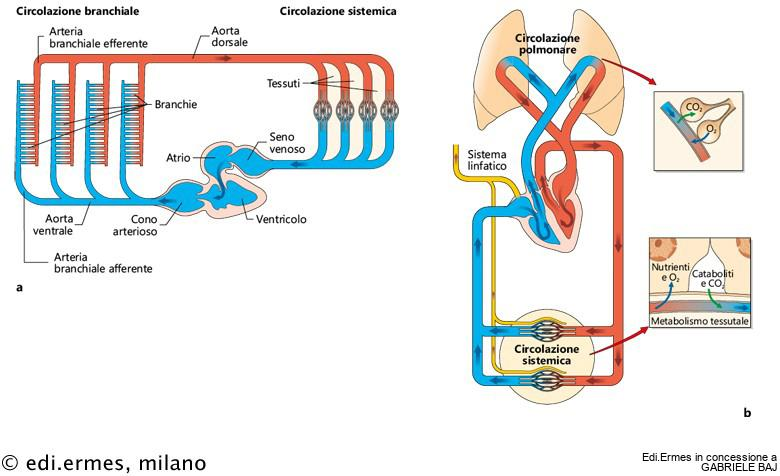 Circolazione branchiale
Circolazione sistemica
Arteria
branchiale efferente
Aorta
dorsale
Tessuti
Branchie
Seno
venoso
Atrio
Aorta
ventrale
Cono
arterioso
Ventricolo
Arteria
branchiale afferente
a
Circolazione
polmonare
CO2
O2
Sistema
linfatico
Nutrienti
e O2
Cataboliti
e CO2
Metabolismo tessutale
Circolazione
sistemica
b
© edi.ermes, milano
Edi.Ermes in concessione a
GABRIELE BAJ